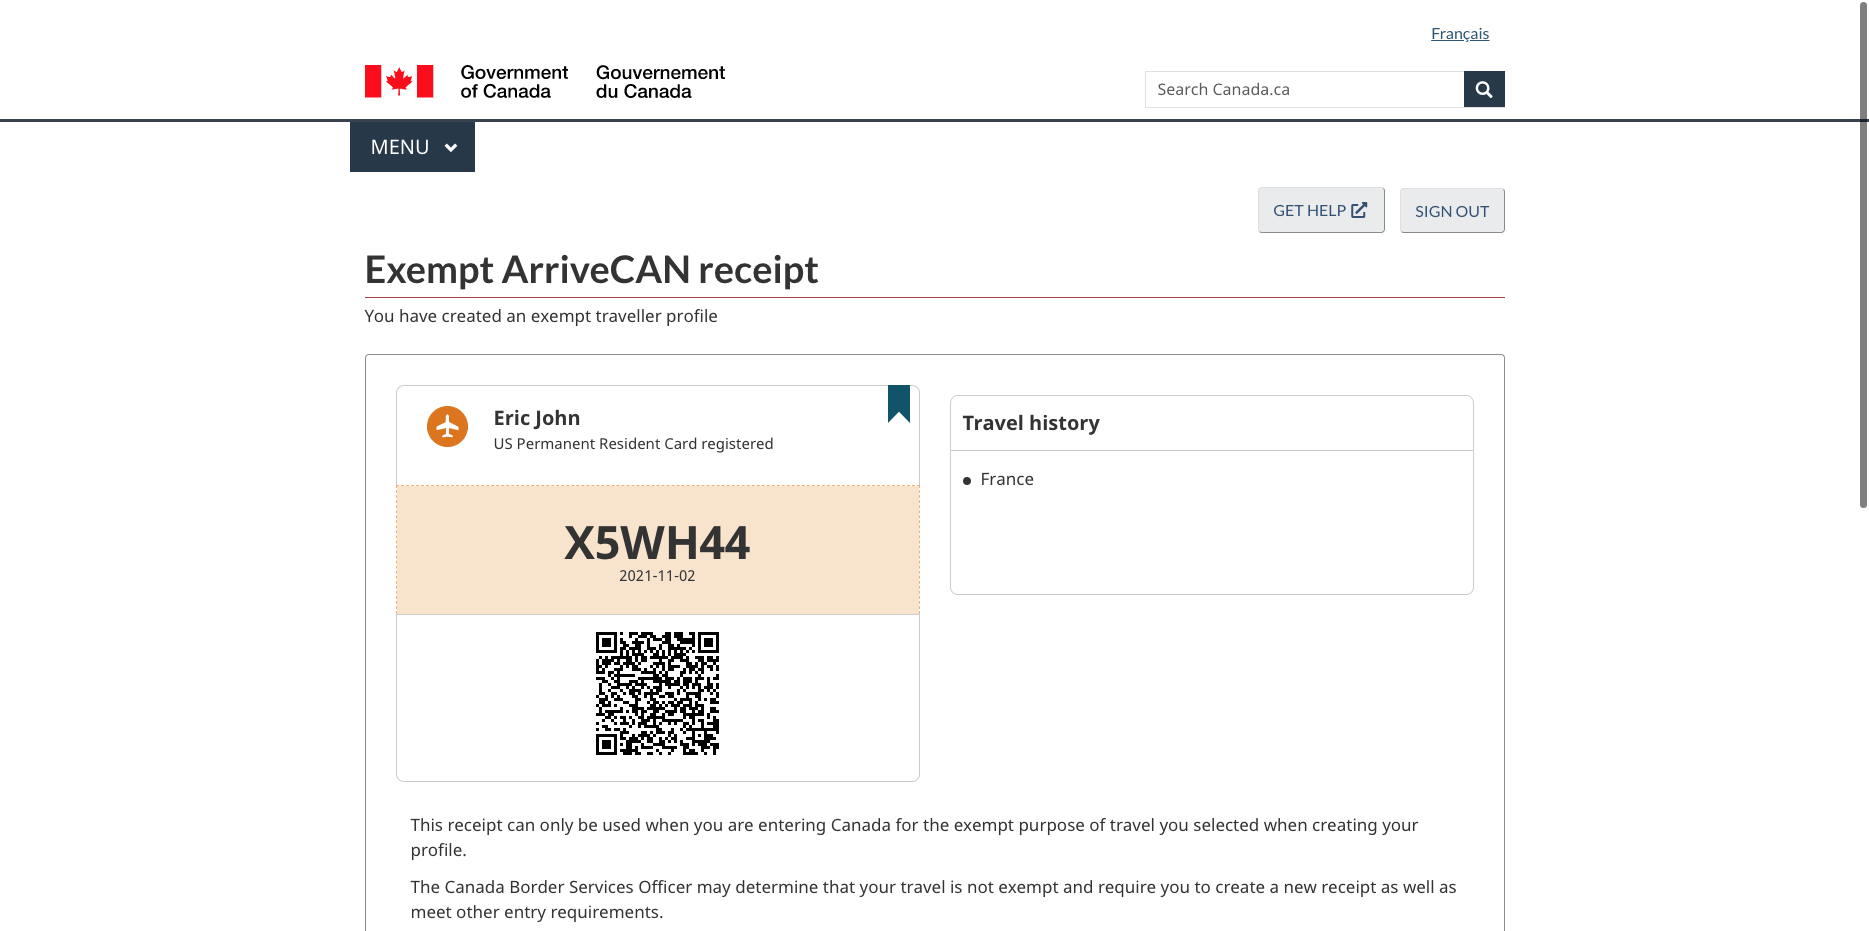 Français
Government
of Canada
Gouvernement
du Canada
Search Canada.ca
MENU
GET HELP
SIGN OUT
Exempt ArriveCAN receipt
You have created an exempt traveller profile
Eric John
US Permanent Resident Card registered
X5WH44
2021-11-02
Travel history
France
This receipt can only be used when you are entering Canada for the exempt purpose of travel you selected when creating your
profile.
The Canada Border Services Officer may determine that your travel is not exempt and require you to create a new receipt as well as
meet other entry requirements.